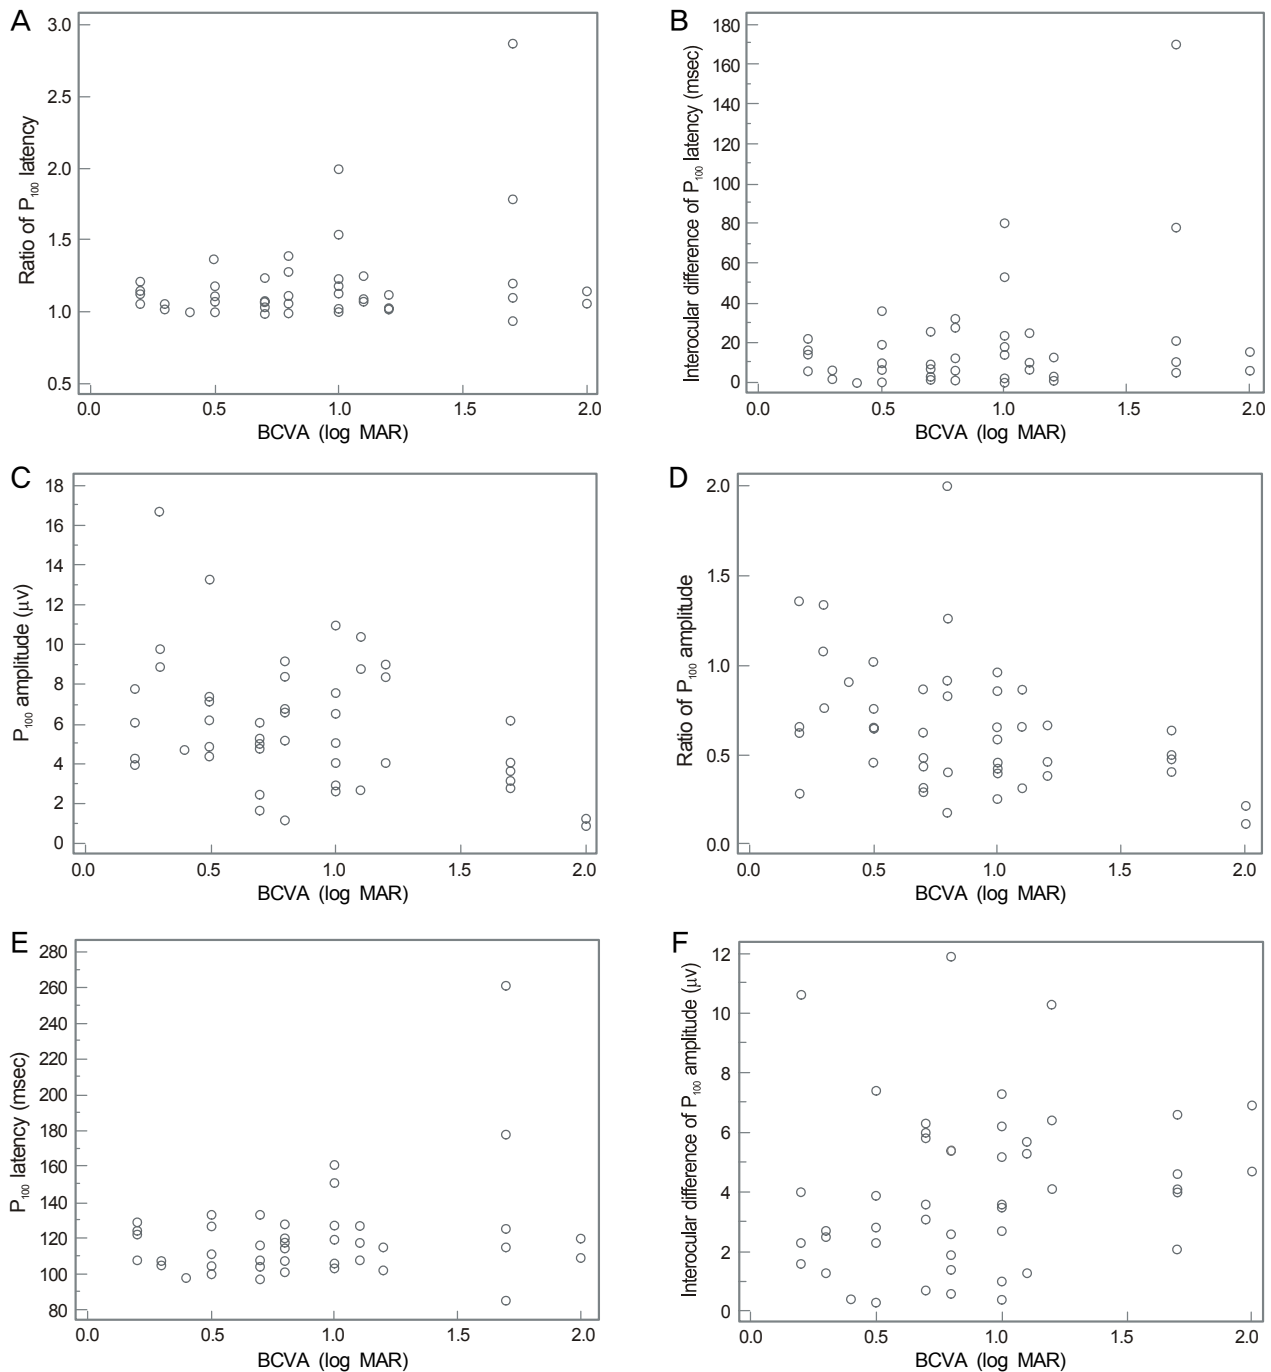 A
3.0
2.5
2.0
1.5
1.0
0.5
Ratio of P100 latency
0.0 0.5 1.0 1.5 2.0
BCVA (log MAR)
B
180
160
140
120
100
80
60
40
20
0
Interocular difference of P100 latency (msec)
0.0 0.5 1.0 1.5 2.0
BCVA (log MAR)
C
18
16
14
12
10
8
6
4
2
0
P100 amplitude (μv)
0.0 0.5 1.0 1.5 2.0
BCVA (log MAR)
D
2.0
1.5
1.0
0.5
0.0
Ratio of P100 amplitude
0.0 0.5 1.0 1.5 2.0
BCVA (log MAR)
E
280
260
240
220
200
180
160
140
120
100
80
P100 latency (msec)
0.0 0.5 1.0 1.5 2.0
BCVA (log MAR)
F
12
10
8
6
4
2
0
Interocular difference of P100 amplitude (μv)
0.0 0.5 1.0 1.5 2.0
BCVA (log MAR)